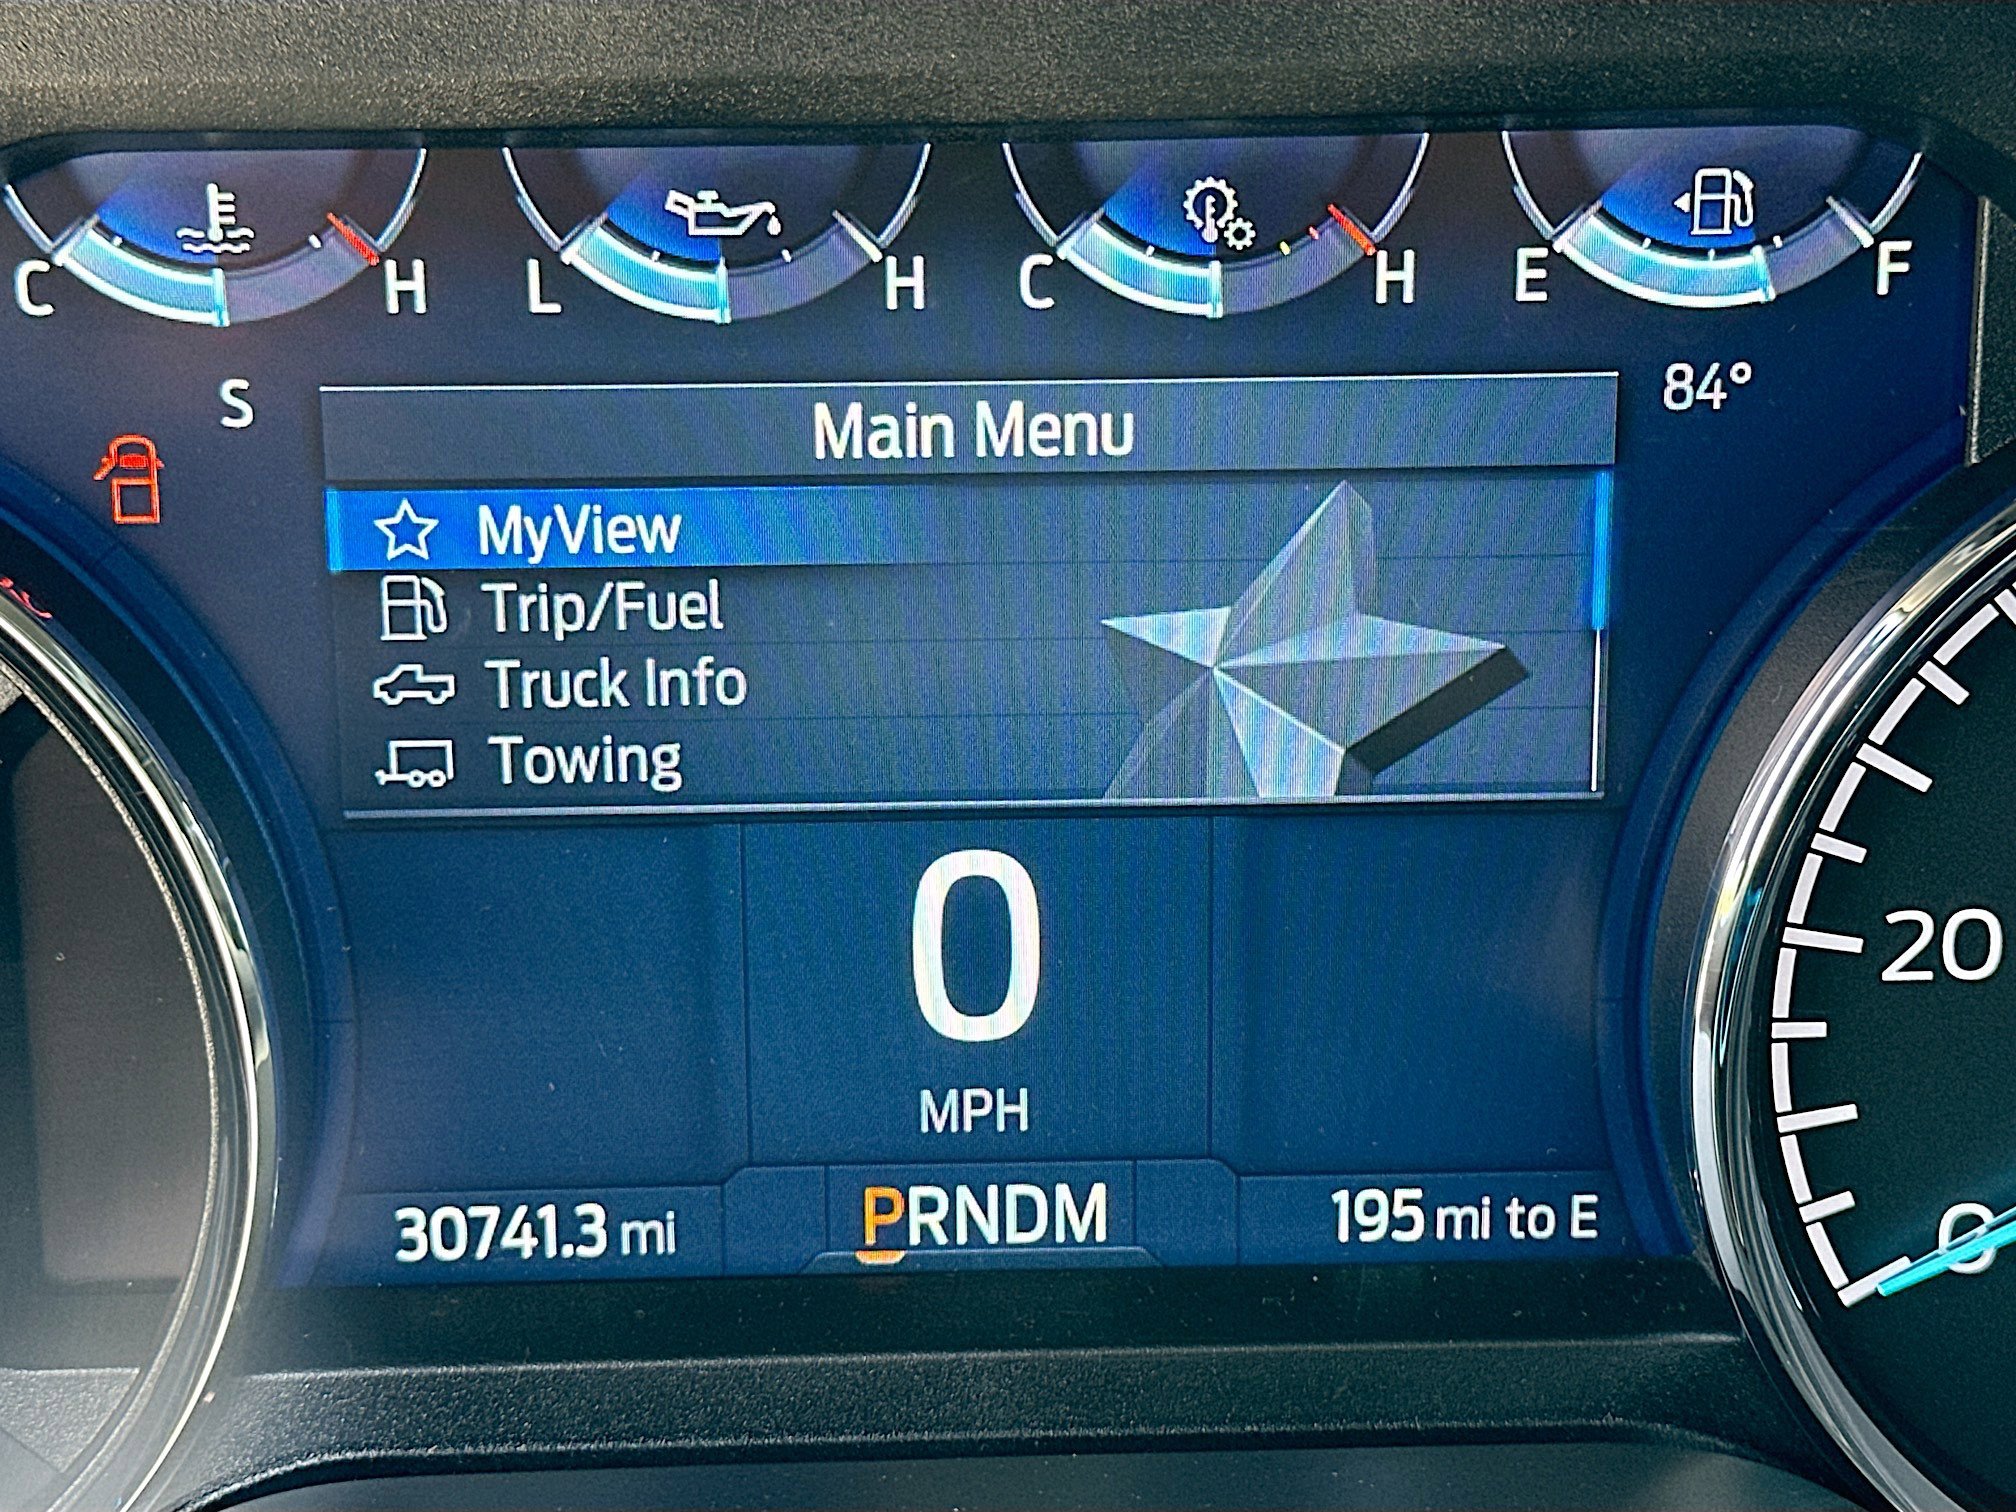 C H L H C H E F
S 84°
Main Menu
MyView
Trip/Fuel
Truck Info
Towing
0
MPH
30741.3 mi PRNDM 195 mi to E
20
0